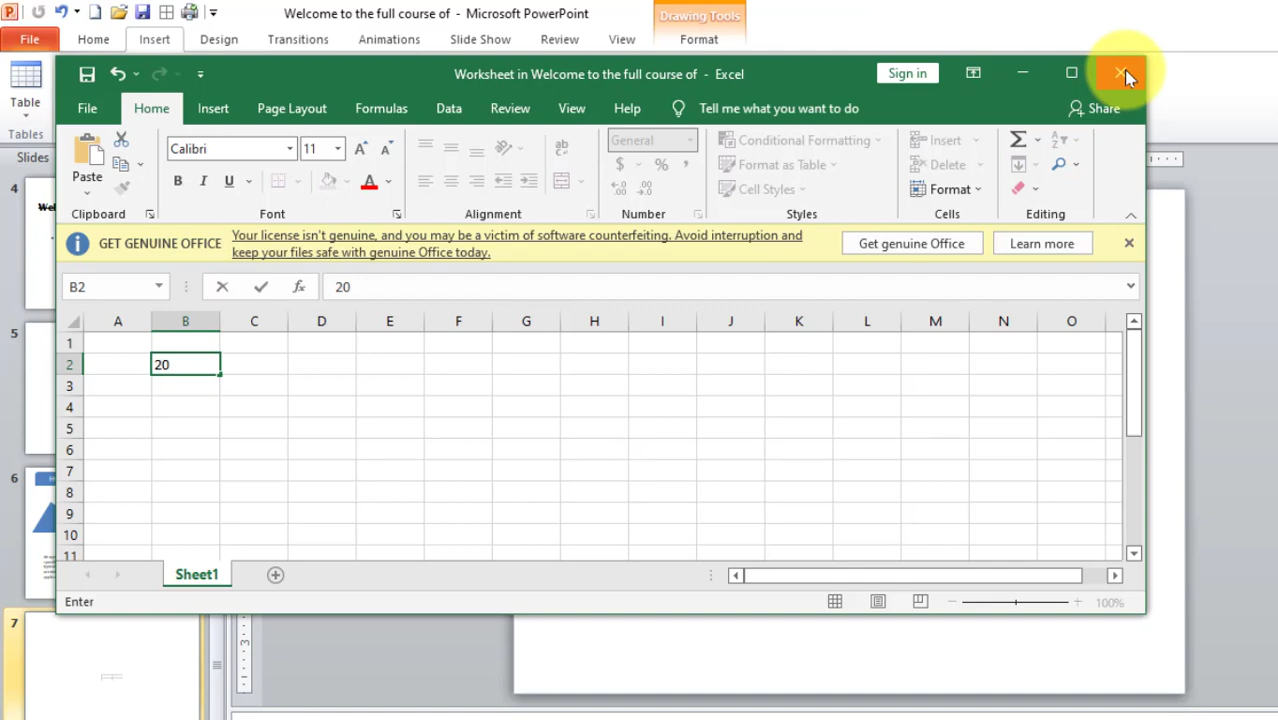 Welcome to the full course of - Microsoft PowerPoint
Drawing Tools
File Home Insert Design Transitions Animations Slide Show Review View Format
Table
Tables
Slides
4
5
6
7
Worksheet in Welcome to the full course of - Excel
Sign in
File Home Insert Page Layout Formulas Data Review View Help Tell me what you want to do Share
Paste
Clipboard
Calibri 11
B I U A
Font
Alignment
General
$ % ,
Number
Conditional Formatting
Format as Table
Cell Styles
Styles
Insert
Delete
Format
Cells
Editing
GET GENUINE OFFICE
Your license isn't genuine, and you may be a victim of software counterfeiting. Avoid interruption and
keep your files safe with genuine Office today.
Get genuine Office
Learn more
B2 fx 20
A B C D E F G H I J K L M N O
1
2 20
3
4
5
6
7
8
9
10
11
Sheet1
Enter
100%
3